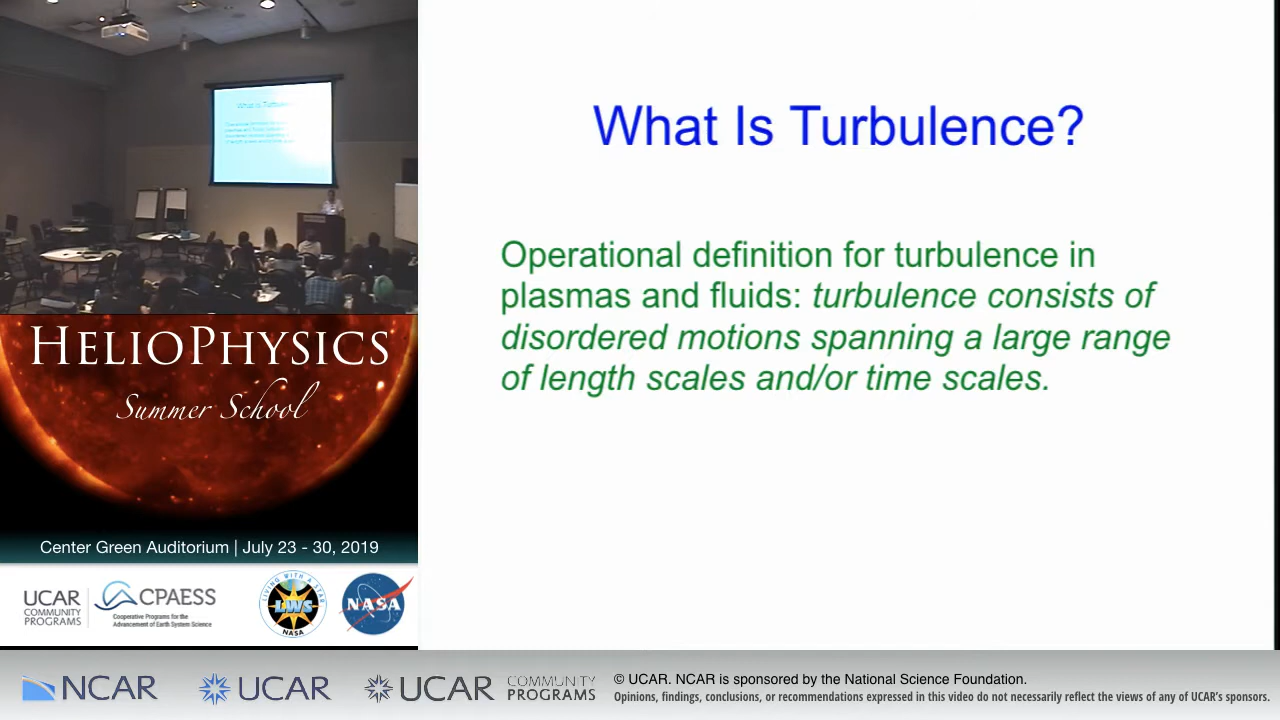 What Is Turbulence?
Operational definition for turbulence in
plasmas and fluids: turbulence consists of
disordered motions spanning a large range
of length scales and/or time scales.
HELIOPHYSICS
Summer School
Center Green Auditorium | July 23 - 30, 2019
UCAR
COMMUNITY
PROGRAMS
CPAESS
Cooperative Programs for the
Advancement of Earth System Science
LIVING WITH A STAR
LWS
NASA
NASA
NCAR
UCAR
UCAR
COMMUNITY
PROGRAMS
© UCAR. NCAR is sponsored by the National Science Foundation.
Opinions, findings, conclusions, or recommendations expressed in this video do not necessarily reflect the views of any of UCAR's sponsors.